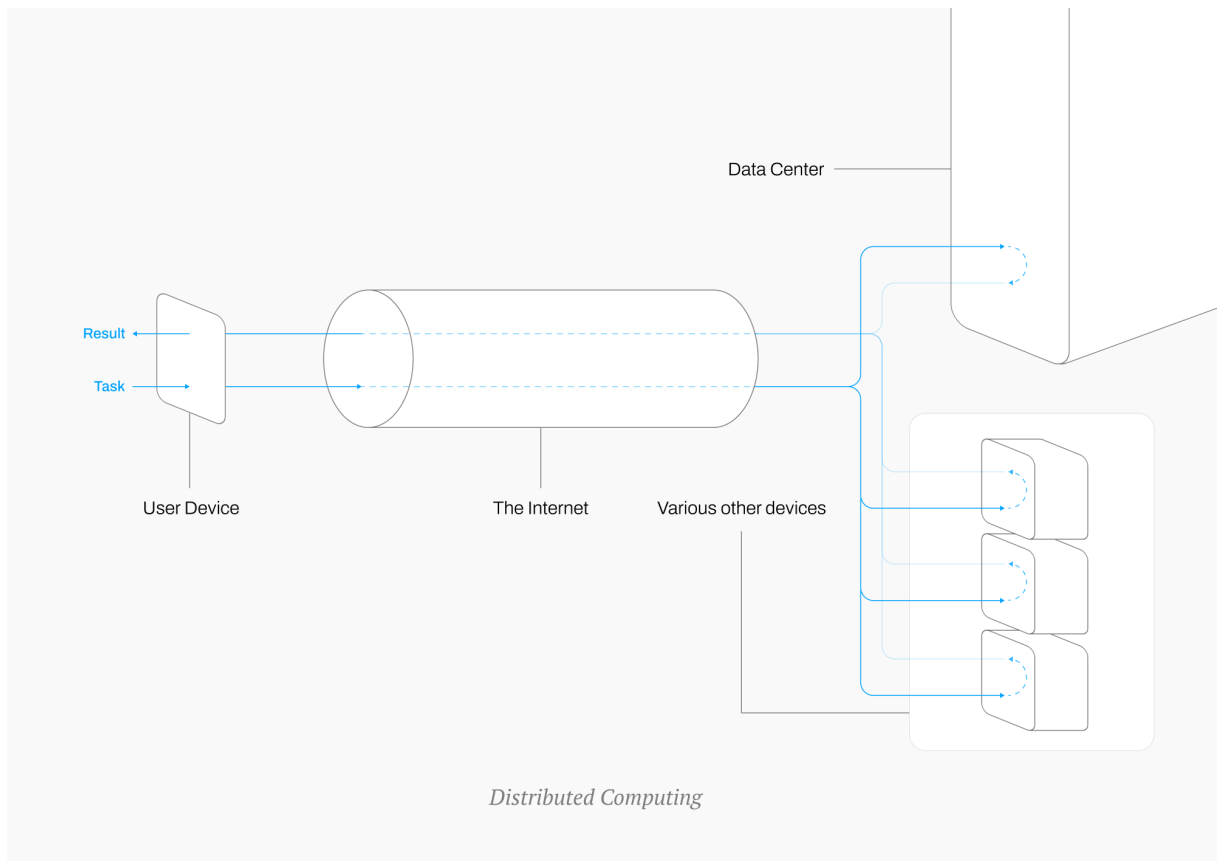 Data Center
Result
Task
User Device
The Internet
Various other devices
Distributed Computing